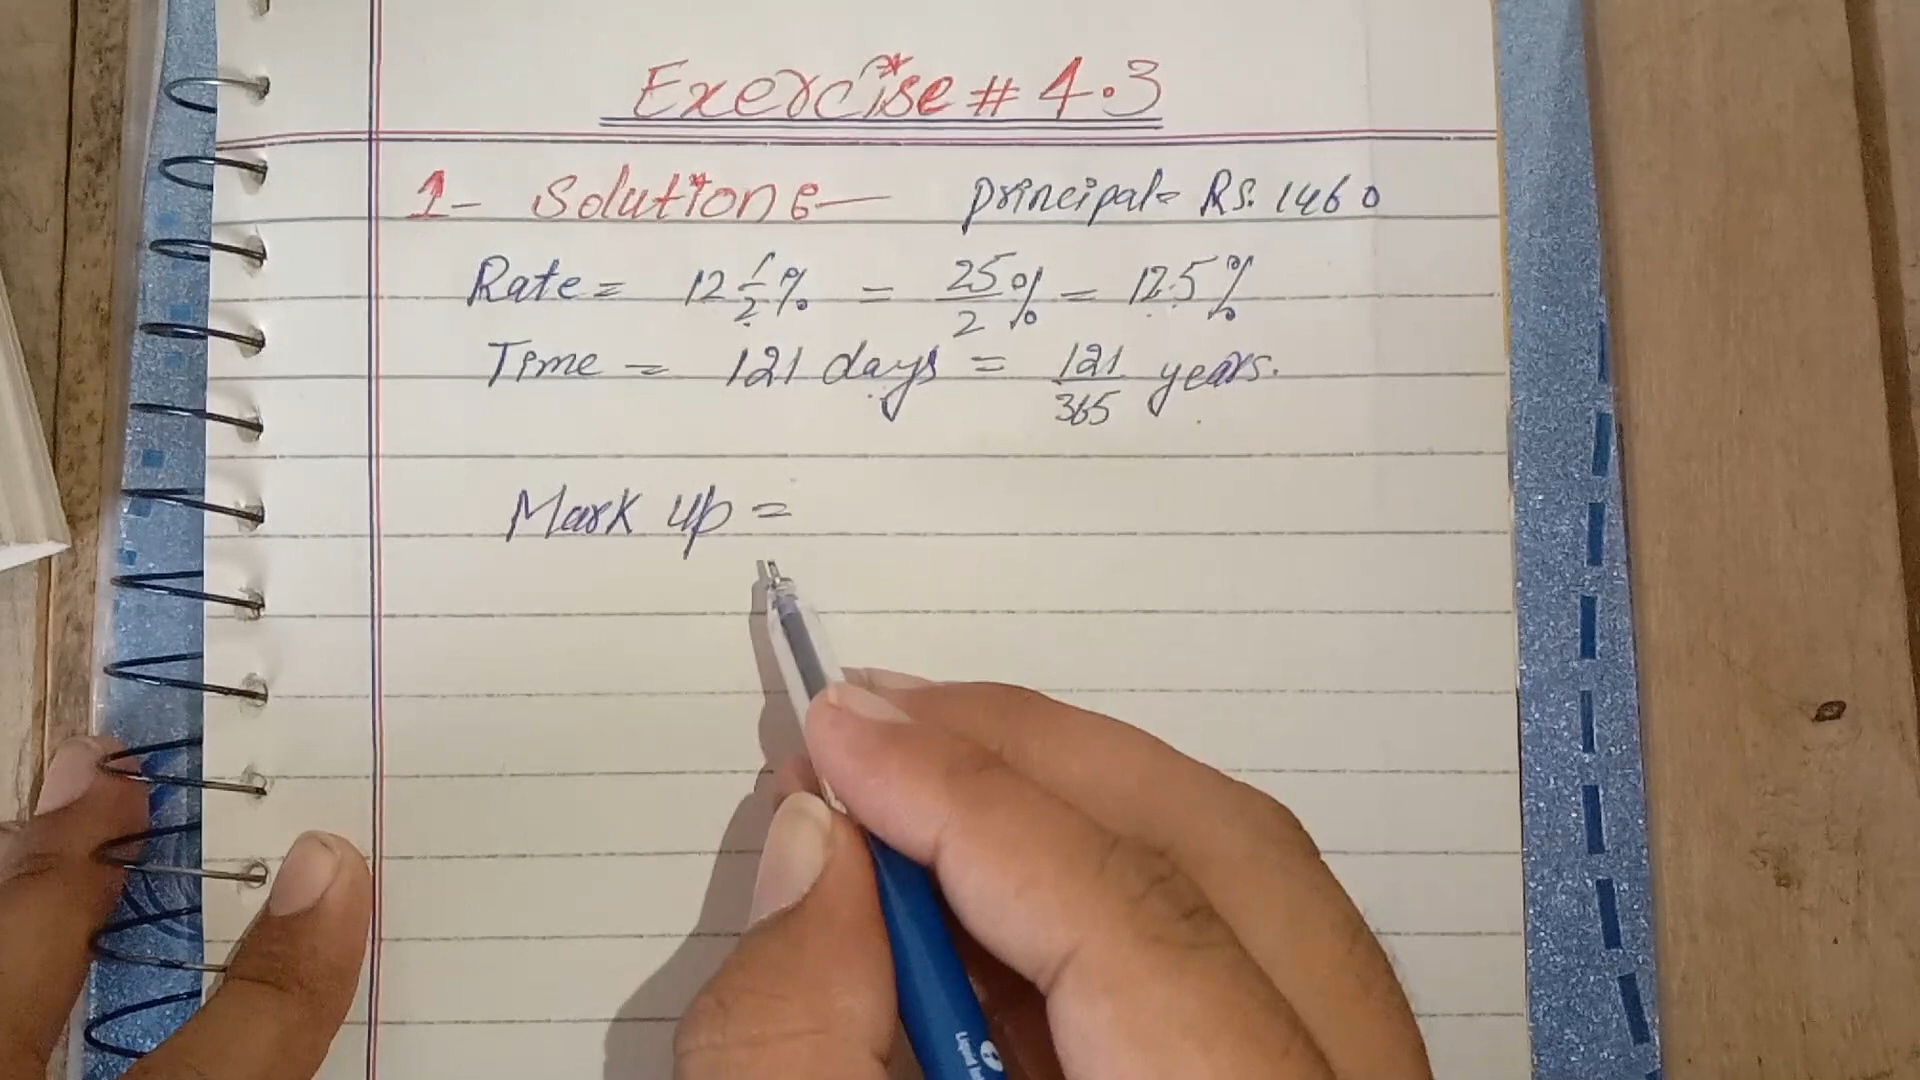 Exercise # 4.3
1- Solution:— principal= Rs. 1460
Rate = 12 1/2 % = 25/2 % = 12.5%
Time = 121 days = 121/365 years.
Mark up =